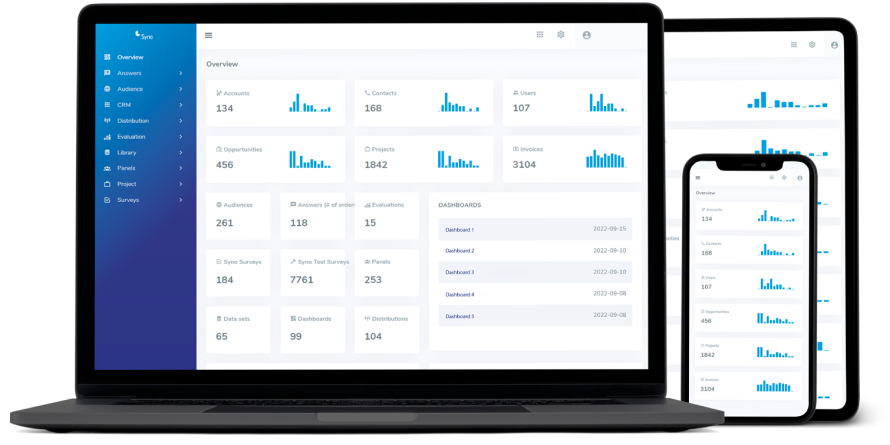 Syno
Overview
Answers
Audience
CRM
Distribution
Evaluation
Library
Panels
Project
Surveys
Overview
Accounts
134
Contacts
168
Users
107
Opportunities
456
Projects
1842
Invoices
3104
Audiences
261
Answers (# of order
118
Evaluations
15
Syno Surveys
184
Syno Tool Surveys
7761
Panels
253
Data sets
65
Dashboards
99
Distributions
104
DASHBOARDS
Dashboard 1 2022-09-15
Dashboard 2 2022-09-10
Dashboard 3 2022-09-10
Dashboard 4 2022-09-08
Dashboard 5 2022-09-08
Overview
Accounts
134
Contacts
168
Users
107
Opportunities
456
Projects
1842
Invoices
3104